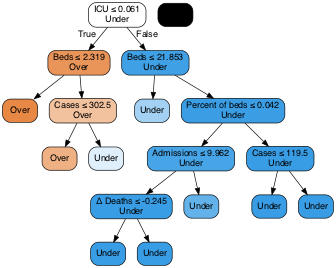 ICU ≤ 0.061
Under
True
False
Beds ≤ 2.319
Over
Beds ≤ 21.853
Under
Over
Cases ≤ 302.5
Over
Under
Percent of beds ≤ 0.042
Under
Over
Under
Admissions ≤ 9.962
Under
Cases ≤ 119.5
Under
Δ Deaths ≤ -0.245
Under
Under
Under
Under
Under
Under